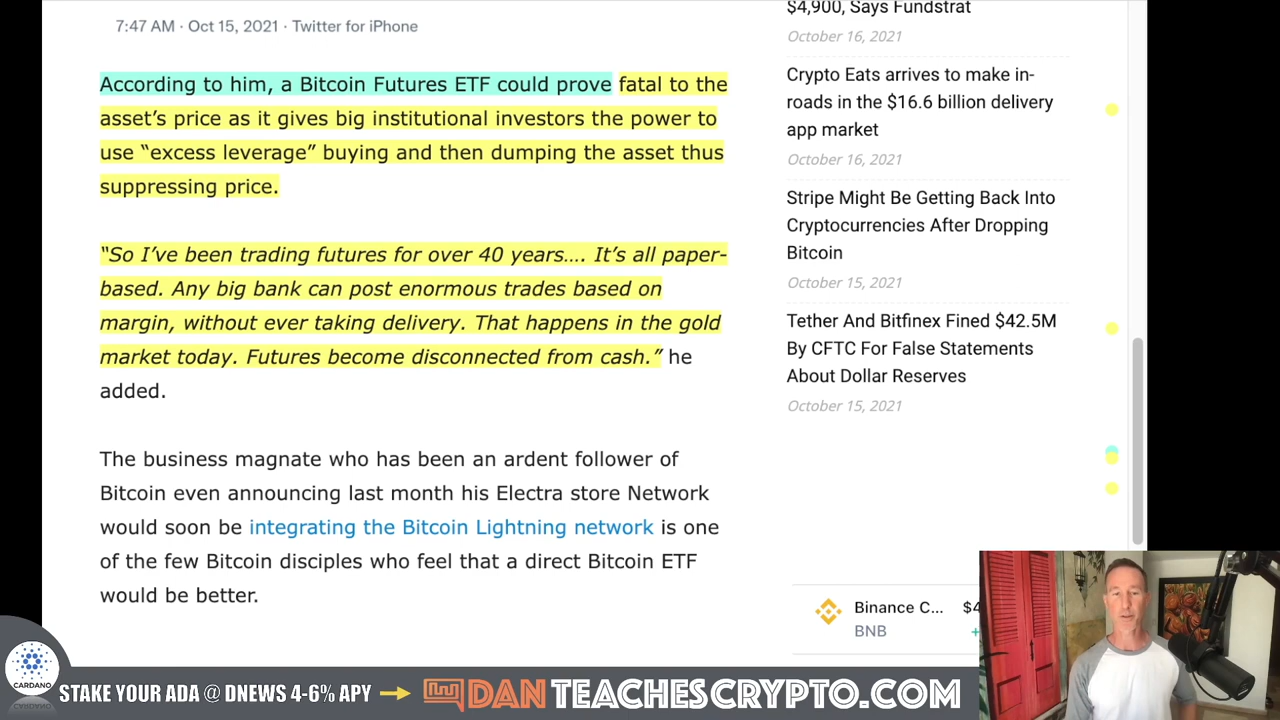 7:47 AM · Oct 15, 2021 · Twitter for iPhone
According to him, a Bitcoin Futures ETF could prove fatal to the
asset’s price as it gives big institutional investors the power to
use “excess leverage” buying and then dumping the asset thus
suppressing price.
“So I’ve been trading futures for over 40 years…. It’s all paper-
based. Any big bank can post enormous trades based on
margin, without ever taking delivery. That happens in the gold
market today. Futures become disconnected from cash.” he
added.
The business magnate who has been an ardent follower of
Bitcoin even announcing last month his Electra store Network
would soon be integrating the Bitcoin Lightning network is one
of the few Bitcoin disciples who feel that a direct Bitcoin ETF
would be better.
$4,900, Says Fundstrat
October 16, 2021
Crypto Eats arrives to make in-
roads in the $16.6 billion delivery
app market
October 16, 2021
Stripe Might Be Getting Back Into
Cryptocurrencies After Dropping
Bitcoin
October 15, 2021
Tether And Bitfinex Fined $42.5M
By CFTC For False Statements
About Dollar Reserves
October 15, 2021
Binance C... $4
BNB +
CARDANO
STAKE YOUR ADA @ DNEWS 4-6% APY
DANTEACHESCRYPTO.COM